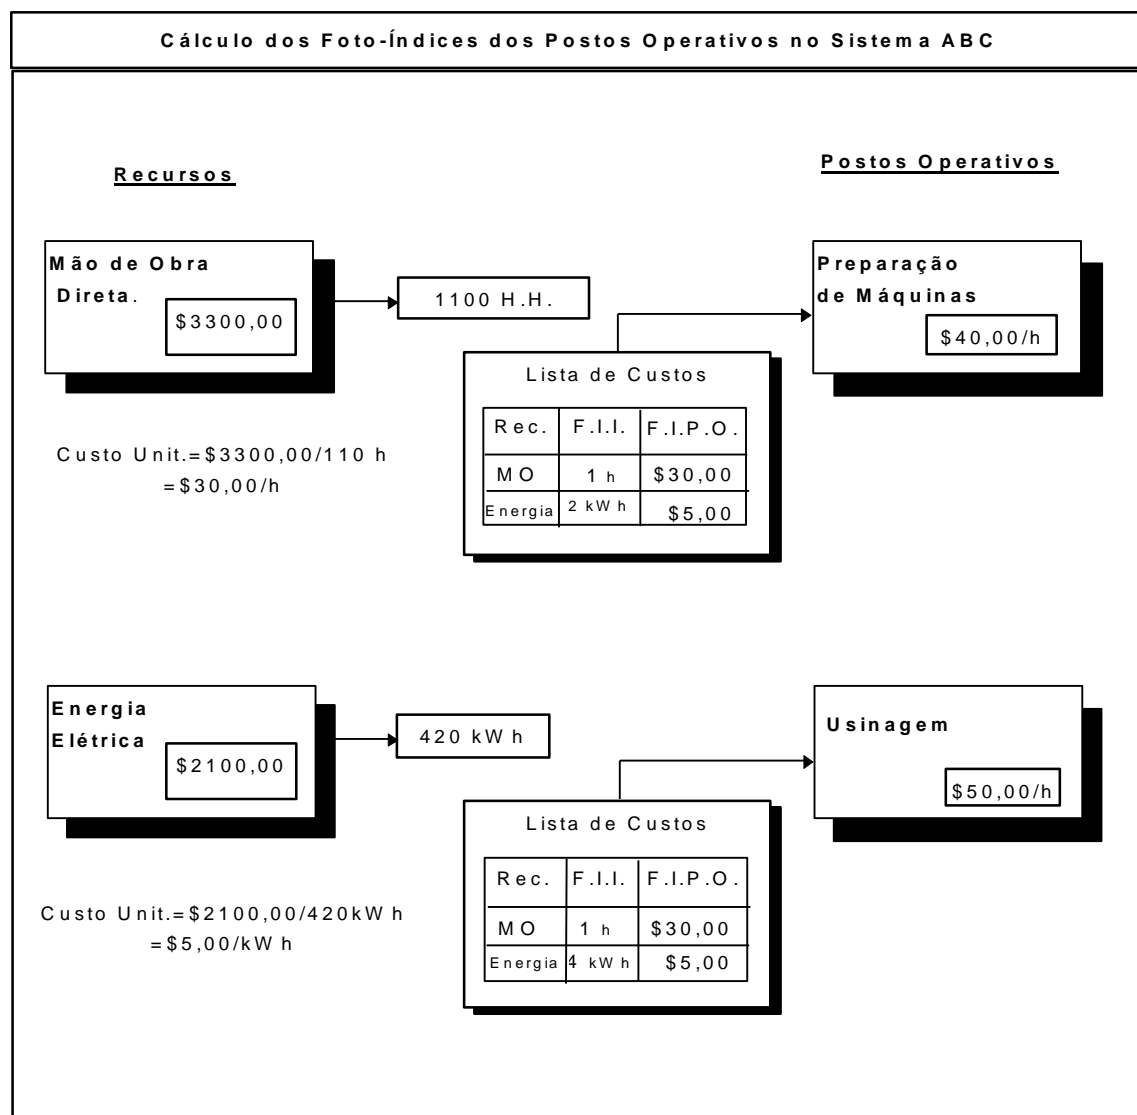 Cálculo dos Foto-Índices dos Postos Operativos no Sistema ABC
Recursos
Postos Operativos
Mão de Obra
Direta.
$3300,00
1100 H.H.
Preparação
de Máquinas
$40,00/h
Lista de Custos
Rec. F.I.I. F.I.P.O.
MO 1 h $30,00
Energia 2 kWh $5,00
Custo Unit.=$3300,00/110 h
=$30,00/h
Energia
Elétrica
$2100,00
420 kWh
Usinagem
$50,00/h
Lista de Custos
Rec. F.I.I. F.I.P.O.
MO 1 h $30,00
Energia 4 kWh $5,00
Custo Unit.=$2100,00/420kWh
=$5,00/kWh